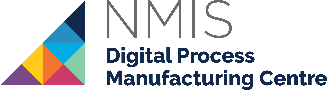 NMIS
Digital Process
Manufacturing Centre